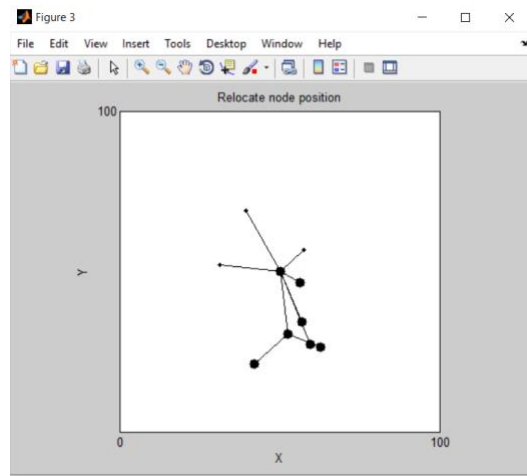 Figure 3
File Edit View Insert Tools Desktop Window Help
Relocate node position
100
Y
0 100
X